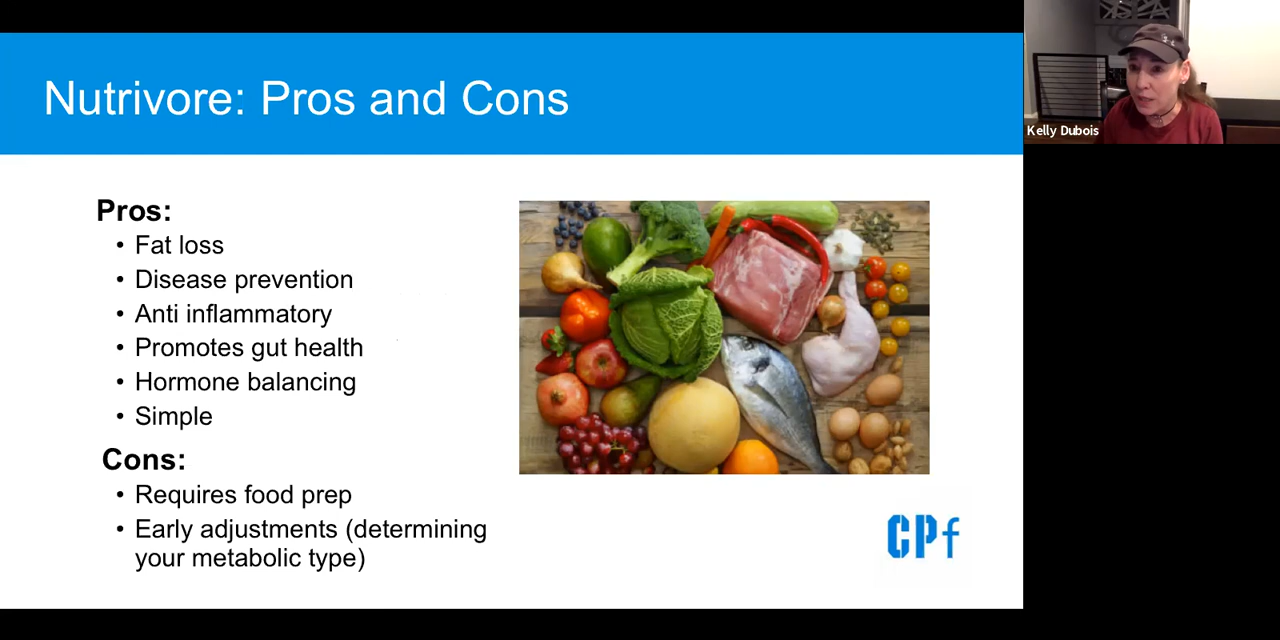 Nutrivore: Pros and Cons
Kelly Dubois
Pros:
• Fat loss
• Disease prevention
• Anti inflammatory
• Promotes gut health
• Hormone balancing
• Simple
Cons:
• Requires food prep
• Early adjustments (determining
your metabolic type)
CPf